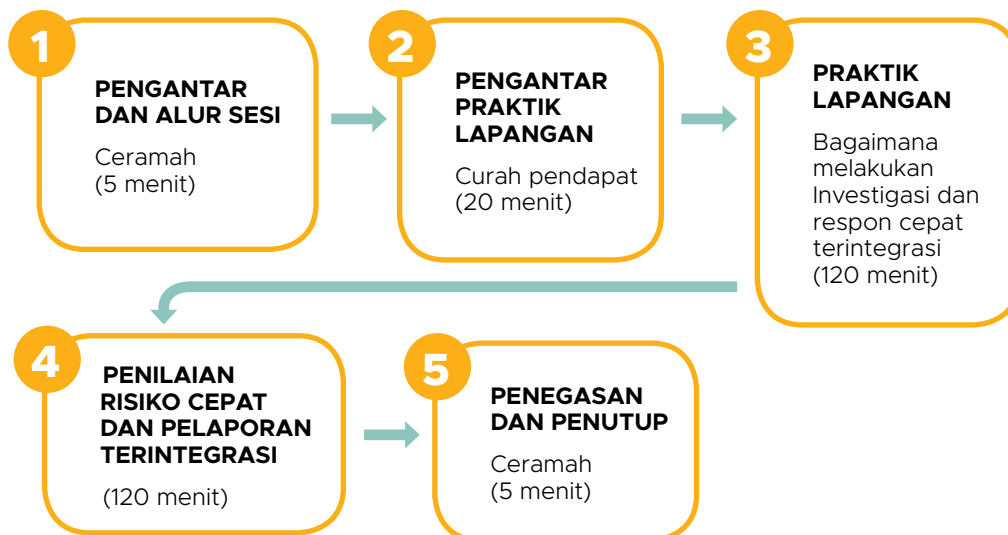 1
PENGANTAR
DAN ALUR SESI
Ceramah
(5 menit)
2
PENGANTAR
PRAKTIK
LAPANGAN
Curah pendapat
(20 menit)
3
PRAKTIK
LAPANGAN
Bagaimana
melakukan
Investigasi dan
respon cepat
terintegrasi
(120 menit)
4
PENILAIAN
RISIKO CEPAT
DAN PELAPORAN
TERINTEGRASI
(120 menit)
5
PENEGASAN
DAN PENUTUP
Ceramah
(5 menit)